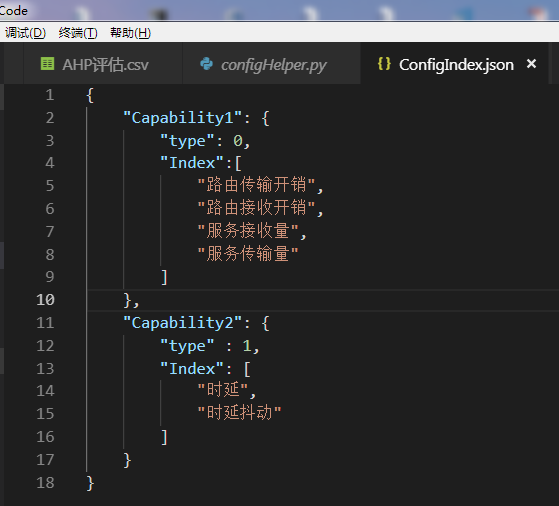 Code
调试(D) 终端(T) 帮助(H)
AHP评估.csv configHelper.py {} ConfigIndex.json ×
1 {
2 "Capability1": {
3 "type": 0,
4 "Index":[
5 "路由传输开销",
6 "路由接收开销",
7 "服务接收量",
8 "服务传输量"
9 ]
10 },
11 "Capability2": {
12 "type" : 1,
13 "Index": [
14 "时延",
15 "时延抖动"
16 ]
17 }
18 }